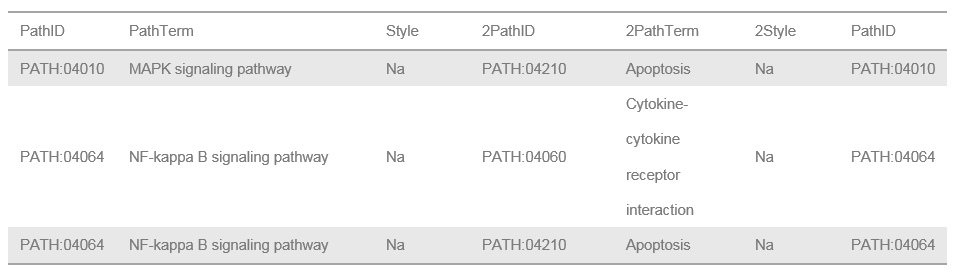 PathID PathTerm Style 2PathID 2PathTerm 2Style PathID
PATH:04010 MAPK signaling pathway Na PATH:04210 Apoptosis Na PATH:04010
Cytokine-
cytokine
PATH:04064 NF-kappa B signaling pathway Na PATH:04060 Na PATH:04064
receptor
interaction
PATH:04064 NF-kappa B signaling pathway Na PATH:04210 Apoptosis Na PATH:04064